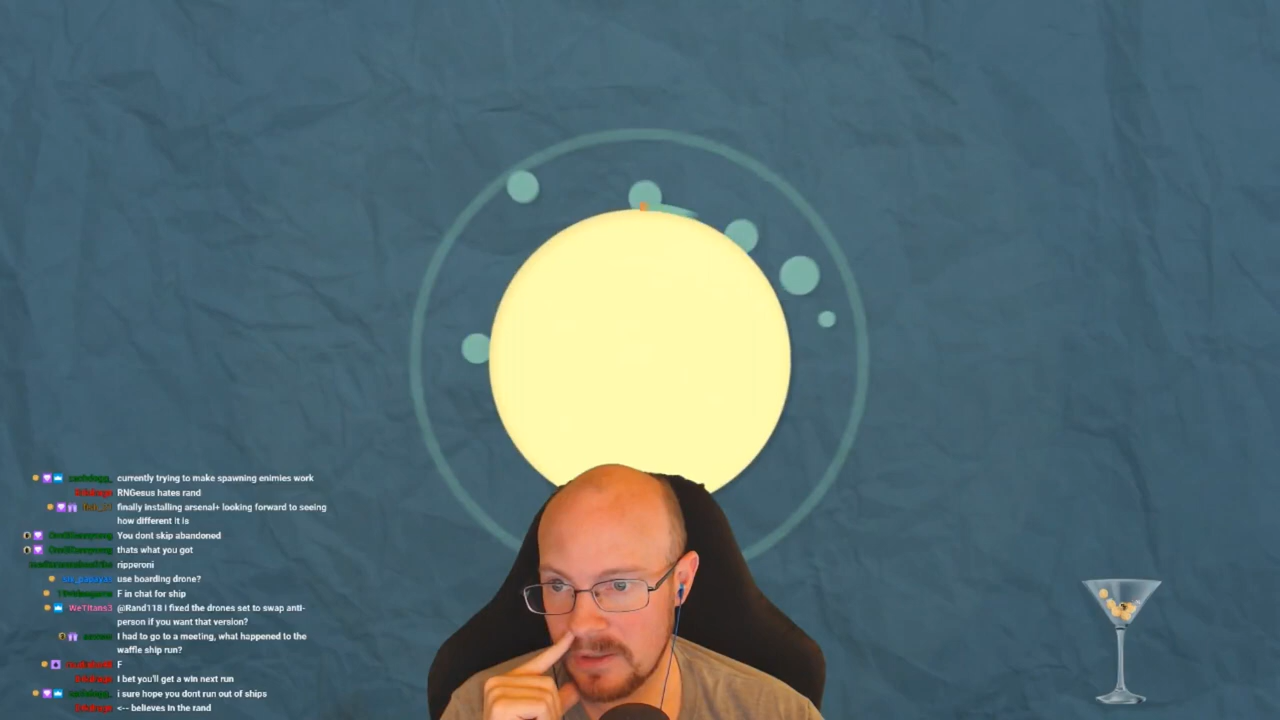 currently trying to make spawning enimies work
RNGesus hates rand
finally installing arsenal+ looking forward to seeing
how different it is
You dont skip abandoned
thats what you got
ripperoni
use boarding drone?
F in chat for ship
WeTitans3 @Rand118 I fixed the drones set to swap anti-
person if you want that version?
I had to go to a meeting, what happened to the
waffle ship run?
F
I bet you'll get a win next run
i sure hope you dont run out of ships
<-- believes in the rand